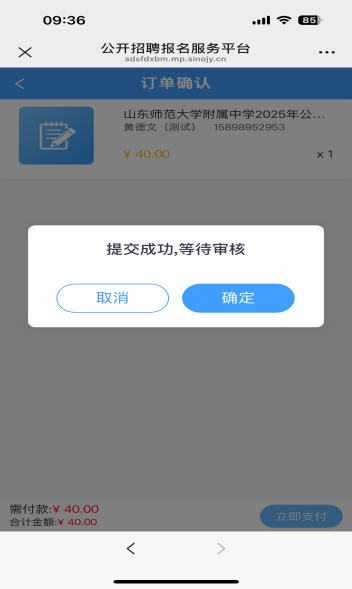 09:36
85
公开招聘报名服务平台
sdsfdxbm.mp.sinojy.cn
订单确认
山东师范大学附属中学2025年公...
黄德文（测试） 15898952953
¥ 40.00
x 1
提交成功,等待审核
取消
确定
需付款:¥ 40.00
合计金额:¥ 40.00
立即支付